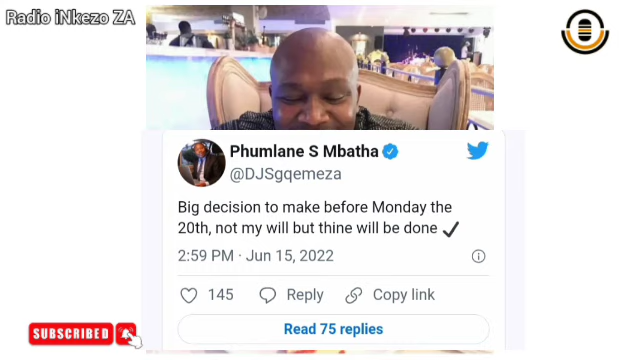 Radio iNkezo ZA
Phumlane S Mbatha
@DJSgqemeza
Big decision to make before Monday the
20th, not my will but thine will be done ✓
2:59 PM · Jun 15, 2022
145 Reply Copy link
Read 75 replies
SUBSCRIBED